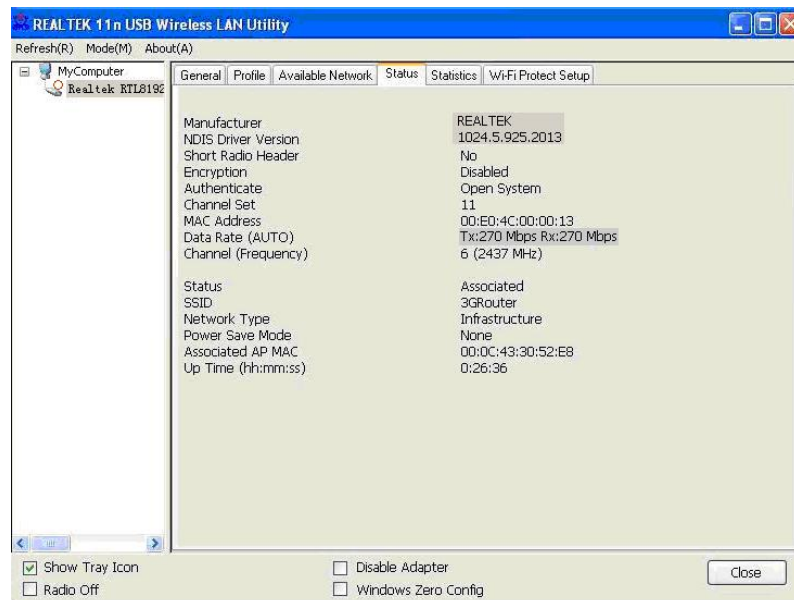 REALTEK 11n USB Wireless LAN Utility
Refresh(R) Mode(M) About(A)
MyComputer
Realtek RTL8192
General Profile Available Network Status Statistics Wi-Fi Protect Setup
Manufacturer REALTEK
NDIS Driver Version 1024.5.925.2013
Short Radio Header No
Encryption Disabled
Authenticate Open System
Channel Set 11
MAC Address 00:E0:4C:00:00:13
Data Rate (AUTO) Tx:270 Mbps Rx:270 Mbps
Channel (Frequency) 6 (2437 MHz)
Status Associated
SSID 3GRouter
Network Type Infrastructure
Power Save Mode None
Associated AP MAC 00:0C:43:30:52:E8
Up Time (hh:mm:ss) 0:26:36
Show Tray Icon Disable Adapter
Radio Off Windows Zero Config
Close